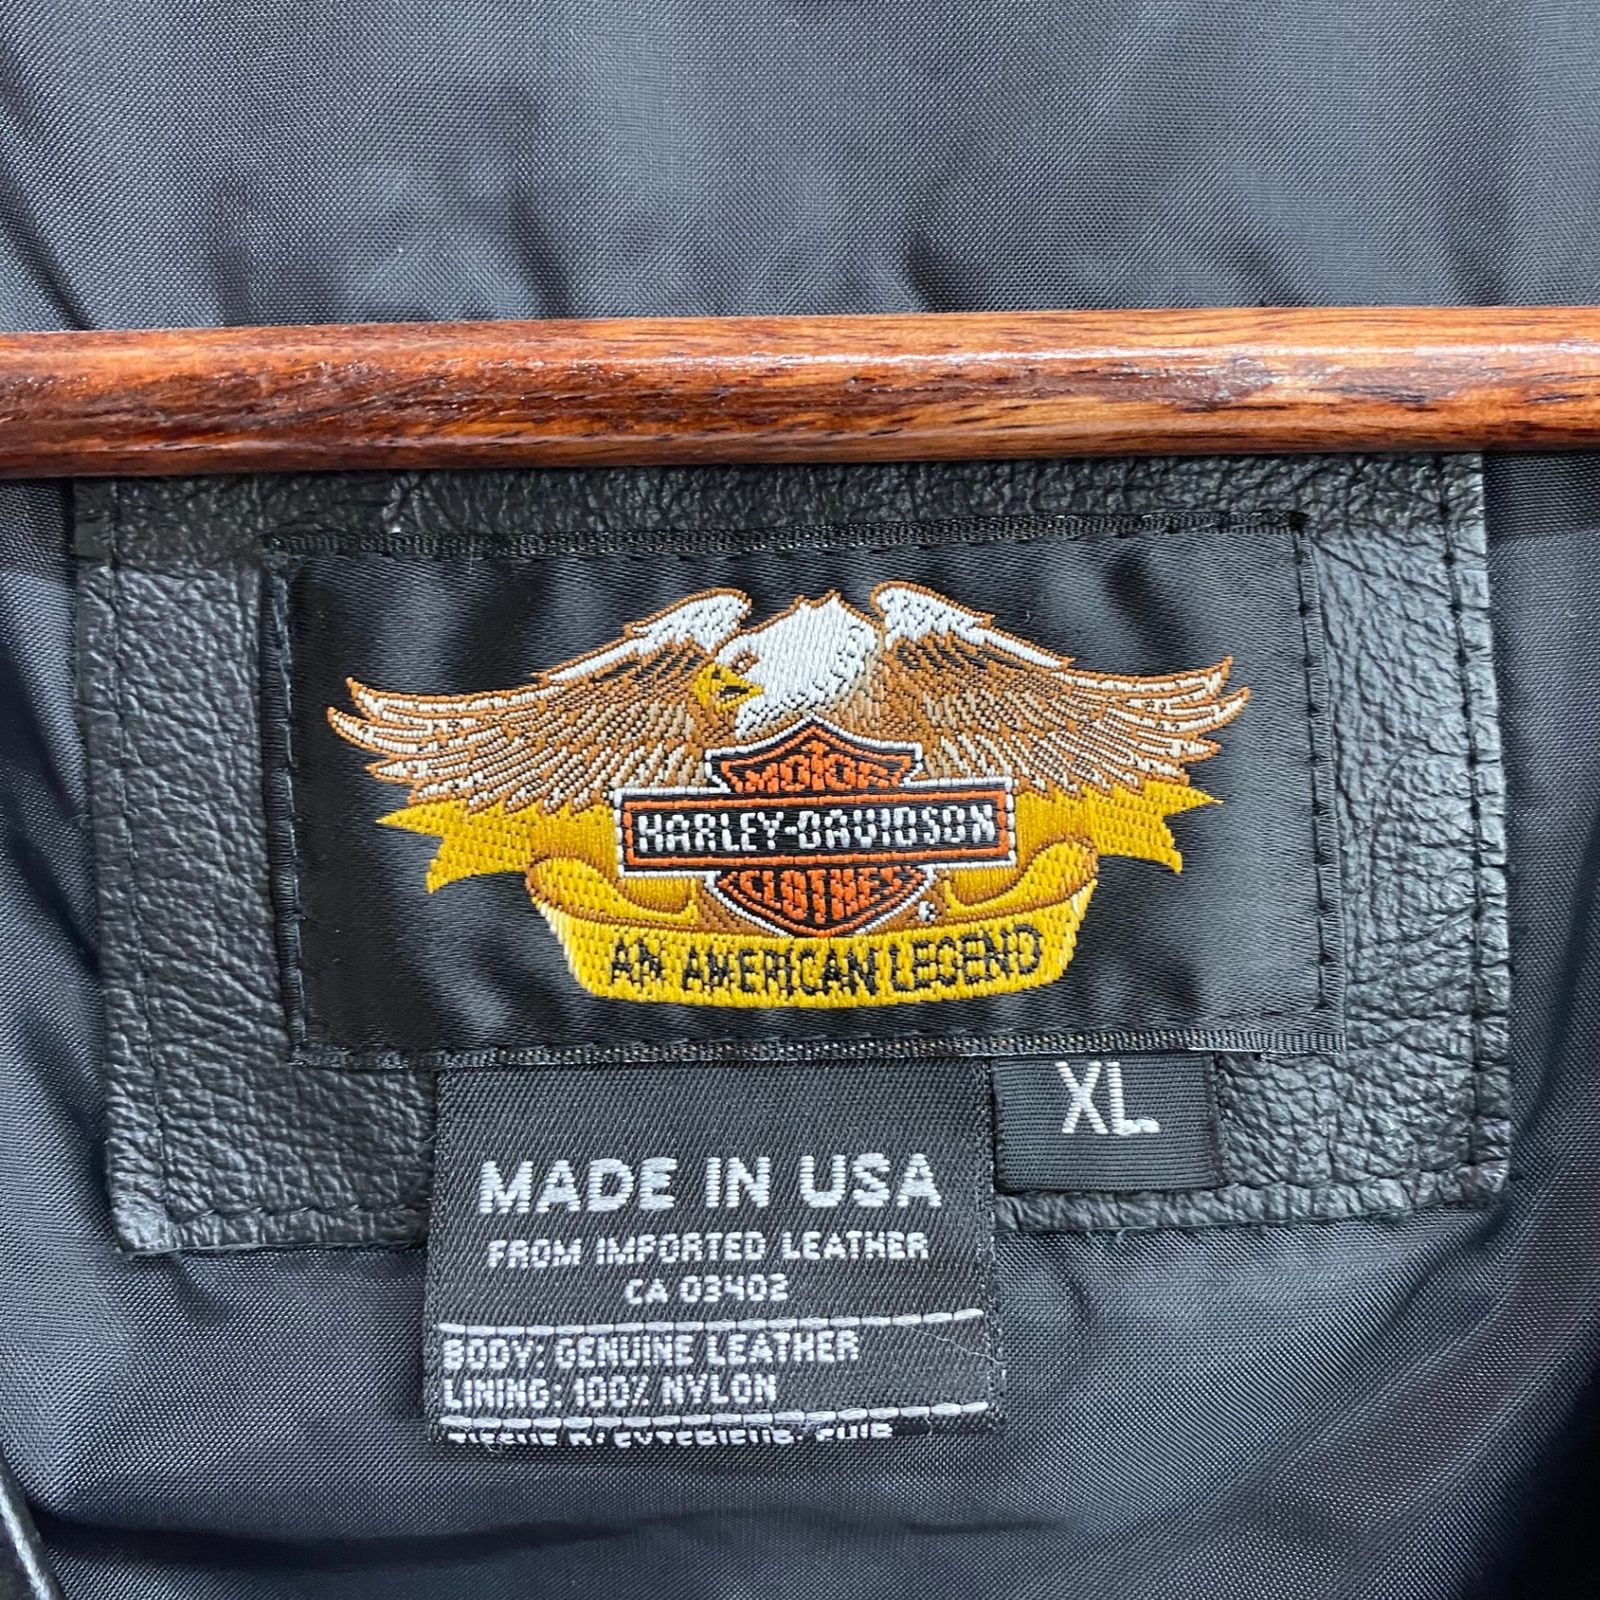 MOTOR
HARLEY-DAVIDSON
CLOTHES
®
AN AMERICAN LEGEND
XL
MADE IN USA
FROM IMPORTED LEATHER
CA 03402
BODY: GENUINE LEATHER
LINING: 100% NYLON